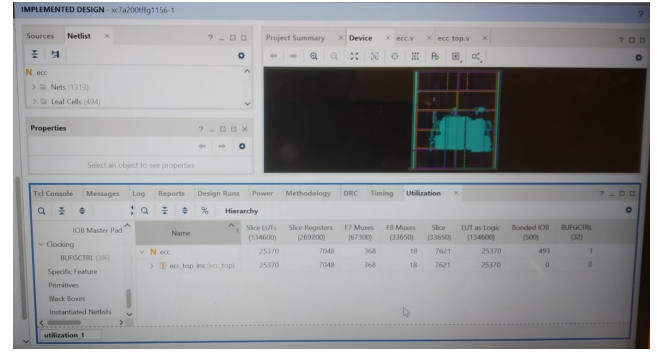 IMPLEMENTED DESIGN - xc7a200tffg1156-1
?
Sources Netlist × ? _ □ □
N ecc
> Nets (1313)
> Leaf Cells (494)
Properties ? _ □ □ ×
Select an object to see properties
Project Summary × Device × ecc.v × ecc_top.v × ? □ □
Tcl Console Messages Log Reports Design Runs Power Methodology DRC Timing Utilization × ? _ □ □
Q % Hierarchy
IOB Master Pad
Clocking
BUFGCTRL (3%)
Specific Feature
Primitives
Black Boxes
Instantiated Netlists
Name Slice LUTs (134600) Slice Registers (269200) F7 Muxes (67300) F8 Muxes (33650) Slice (33650) LUT as Logic (134600) Bonded IOB (500) BUFGCTRL (32)
N ecc 25370 7048 368 18 7621 25370 493 1
> ecc_top_ins (ecc_top) 25370 7048 368 18 7621 25370 0 0
utilization_1